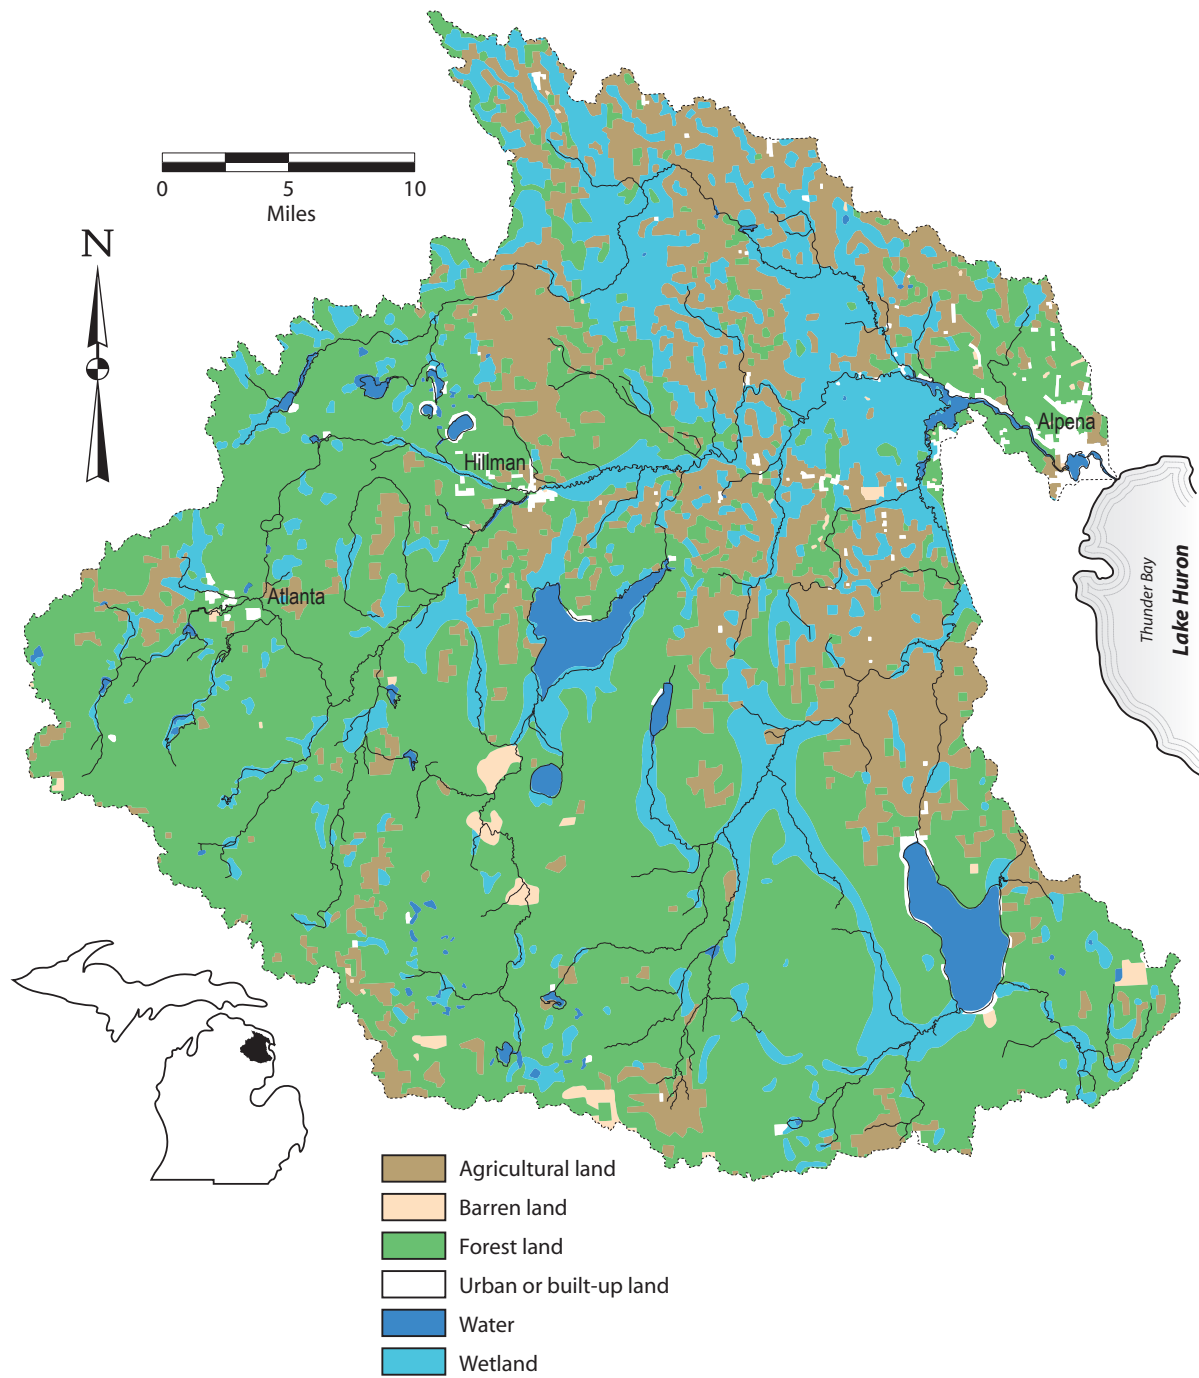 0 5 10
Miles
N
Alpena
Hillman
Atlanta
Thunder Bay
Lake Huron
Agricultural land
Barren land
Forest land
Urban or built-up land
Water
Wetland